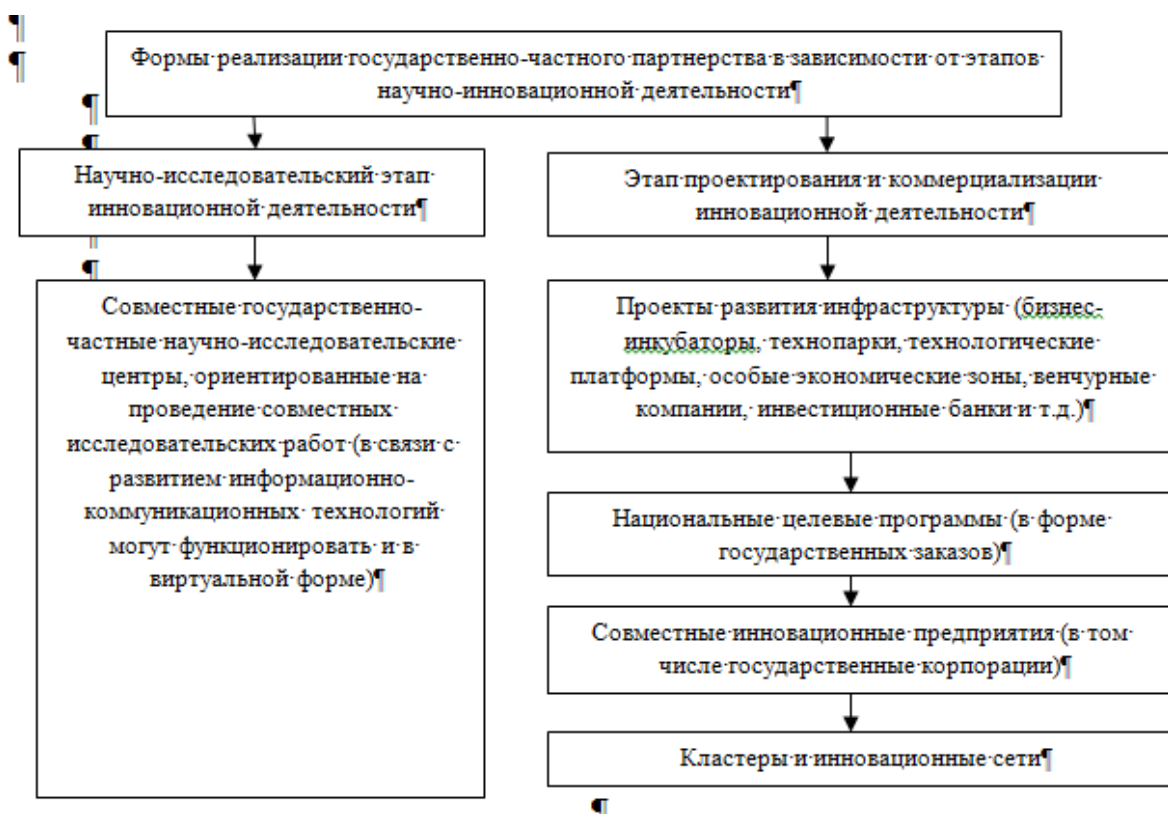 Формы реализации государственно-частного партнерства в зависимости от этапов
научно-инновационной деятельности¶
Научно-исследовательский этап
инновационной деятельности¶
Совместные государственно-
частные научно-исследовательские
центры, ориентированные на
проведение совместных
исследовательских работ (в связи с
развитием информационно-
коммуникационных технологий
могут функционировать и в
виртуальной форме)¶
Этап проектирования и коммерциализации
инновационной деятельности¶
Проекты развития инфраструктуры (бизнес-
инкубаторы, технопарки, технологические
платформы, особые экономические зоны, венчурные
компании, инвестиционные банки и т.д.)¶
Национальные целевые программы (в форме
государственных заказов)¶
Совместные инновационные предприятия (в том
числе государственные корпорации)¶
Кластеры и инновационные сети¶